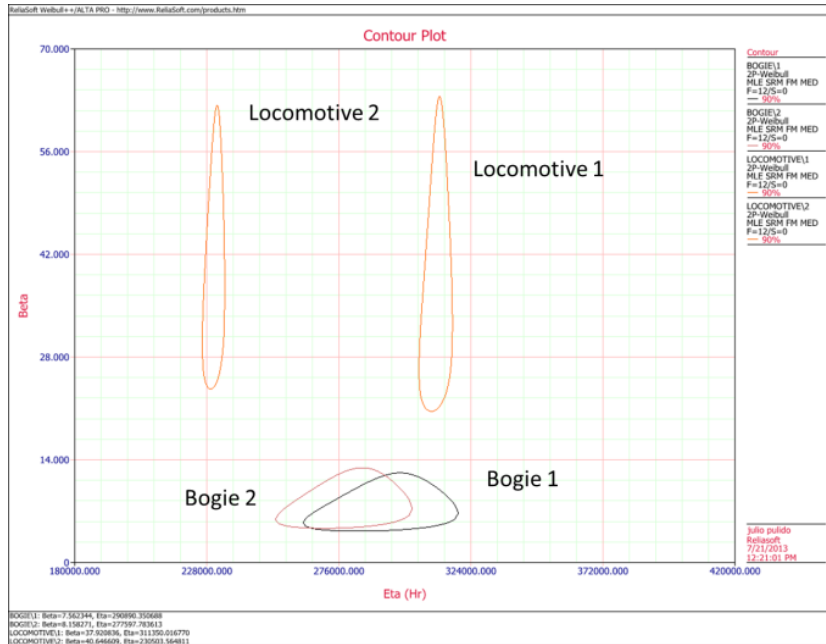 ReliaSoft Weibull++/ALTA PRO - http://www.ReliaSoft.com/products.htm
Contour Plot
70.000
56.000
42.000
28.000
14.000
0
Beta
Locomotive 2
Locomotive 1
Bogie 2
Bogie 1
180000.000
228000.000
276000.000
324000.000
372000.000
420000.000
Eta (Hr)
Contour
BOGIE\1
2P-Weibull
MLE SRM FM MED
F=12/S=0
90%
BOGIE\2
2P-Weibull
MLE SRM FM MED
F=12/S=0
90%
LOCOMOTIVE\1
2P-Weibull
MLE SRM FM MED
F=12/S=0
90%
LOCOMOTIVE\2
2P-Weibull
MLE SRM FM MED
F=12/S=0
90%
julio pulido
Reliasoft
7/21/2013
12:21:01 PM
BOGIE\1: Beta=7.562344, Eta=290890.350688
BOGIE\2: Beta=8.158271, Eta=277597.783613
LOCOMOTIVE\1: Beta=37.920836, Eta=311350.016770
LOCOMOTIVE\2: Beta=40.646609, Eta=230503.564811